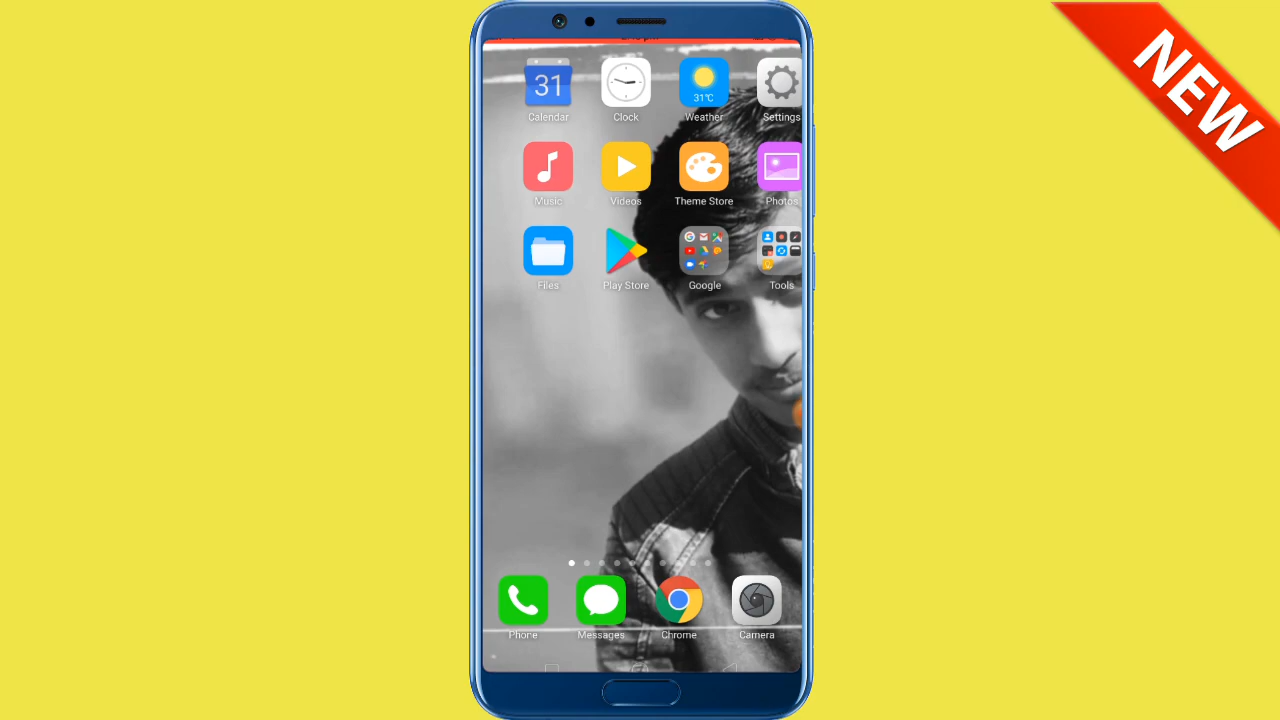 NEW
31
31°C
Calendar
Clock
Weather
Settings
Music
Videos
Theme Store
Photos
Files
Play Store
Google
Tools
Phone
Messages
Chrome
Camera